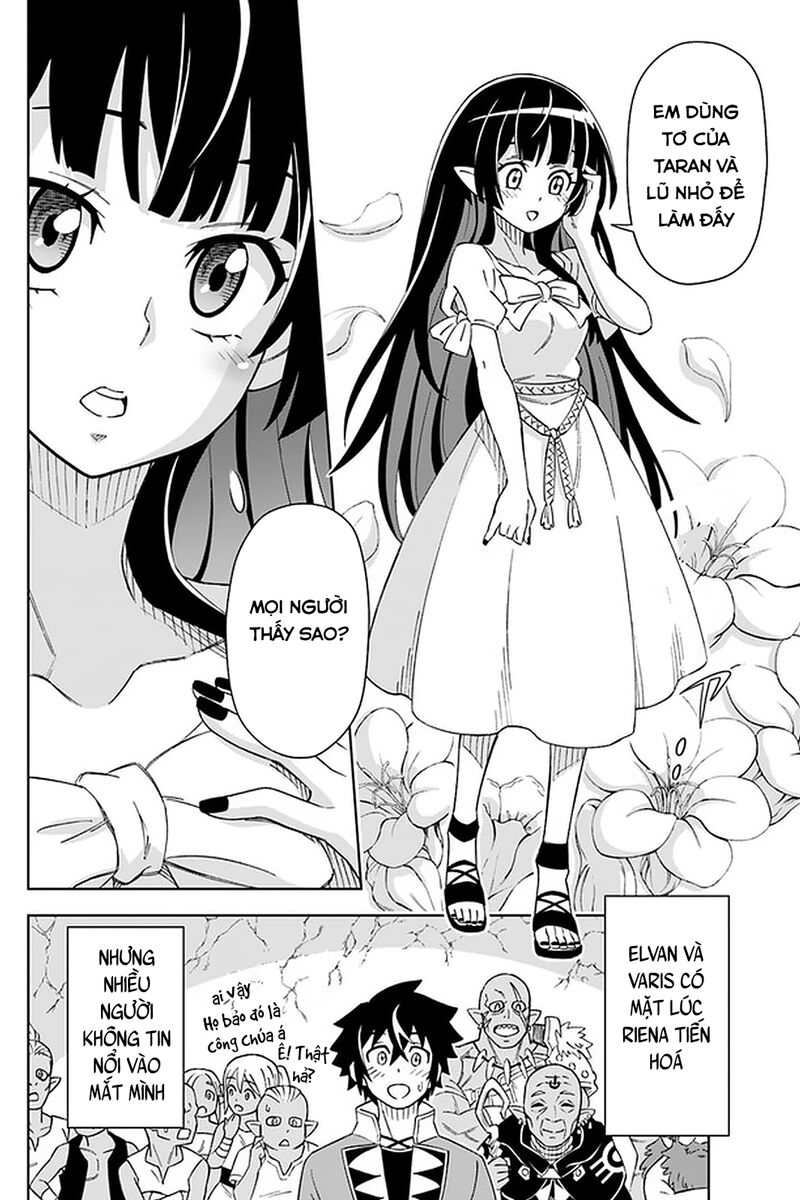 EM DÙNG
TƠ CỦA
TARAN VÀ
LŨ NHỎ ĐỂ
LÀM ĐẤY
MỌI NGƯỜI
THẤY SAO?
ELVAN VÀ
VARIS CÓ
MẶT LÚC
RIENA TIẾN
HOÁ
NHƯNG
NHIỀU
NGƯỜI
KHÔNG TIN
NỔI VÀO
MẮT MÌNH
ai vậy
Họ bảo đó là
công chúa á
Ê! Thật
hả?